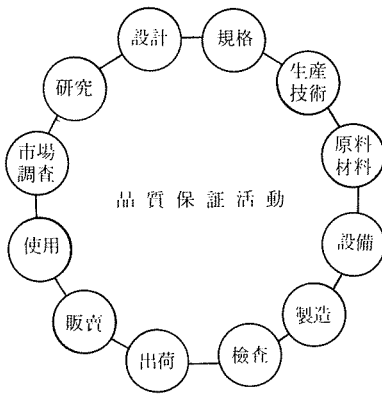 設計
規格
生産
技術
原料
材料
設備
製造
檢査
出荷
販賣
使用
市場
調査
研究
品質保証活動